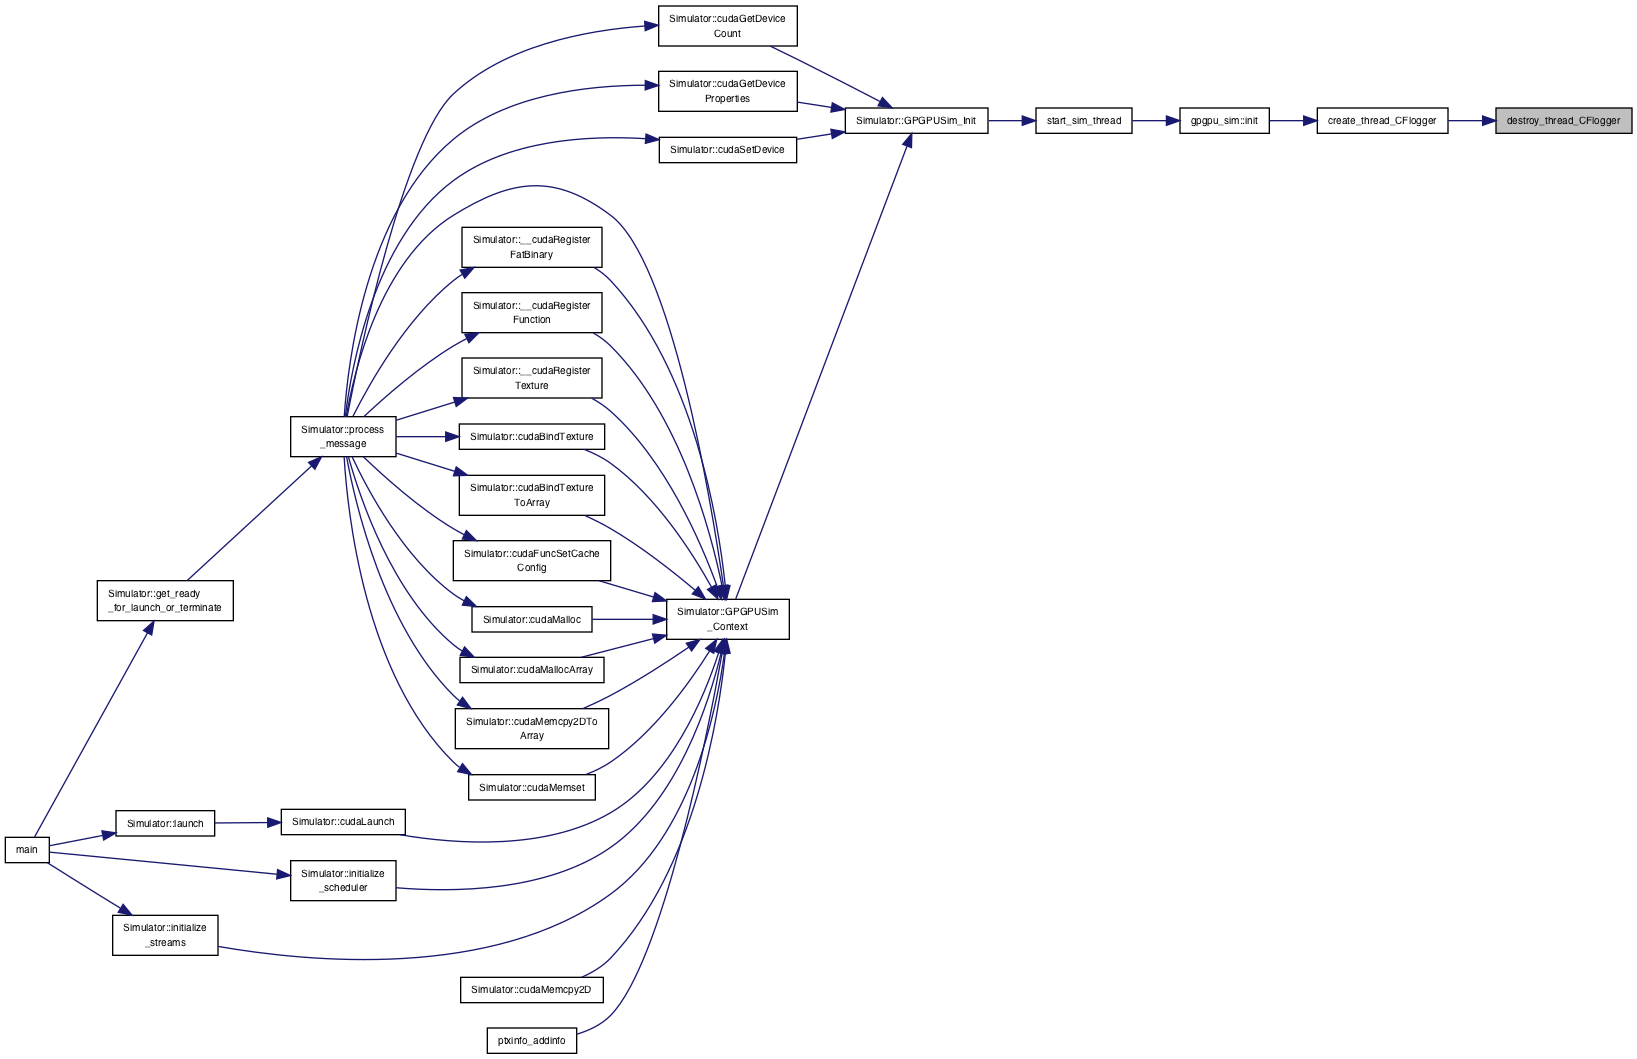 Simulator::cudaGetDevice
Count
Simulator::cudaGetDevice
Properties
Simulator::GPGPUSim_Init
start_sim_thread
gpgpu_sim::init
create_thread_CFlogger
destroy_thread_CFlogger
Simulator::cudaSetDevice
Simulator::__cudaRegister
FatBinary
Simulator::__cudaRegister
Function
Simulator::__cudaRegister
Texture
Simulator::process
_message
Simulator::cudaBindTexture
Simulator::cudaBindTexture
ToArray
Simulator::cudaFuncSetCache
Config
Simulator::get_ready
_for_launch_or_terminate
Simulator::cudaMalloc
Simulator::GPGPUSim
_Context
Simulator::cudaMallocArray
Simulator::cudaMemcpy2DTo
Array
Simulator::cudaMemset
Simulator::launch
Simulator::cudaLaunch
main
Simulator::initialize
_scheduler
Simulator::initialize
_streams
Simulator::cudaMemcpy2D
ptxinfo_addinfo